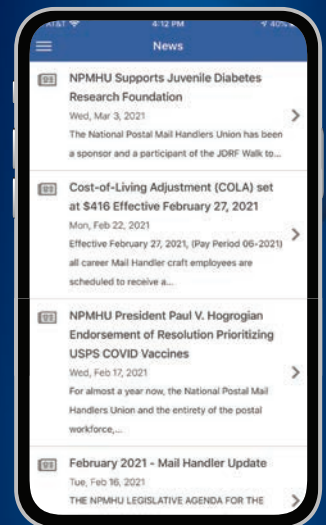 AT&T 4:12 PM 40%
News
NPMHU Supports Juvenile Diabetes
Research Foundation
Wed, Mar 3, 2021
The National Postal Mail Handlers Union has been
a sponsor and a participant of the JDRF Walk to...
Cost-of-Living Adjustment (COLA) set
at $416 Effective February 27, 2021
Mon, Feb 22, 2021
Effective February 27, 2021, (Pay Period 06-2021)
all career Mail Handler craft employees are
scheduled to receive a...
NPMHU President Paul V. Hogrogian
Endorsement of Resolution Prioritizing
USPS COVID Vaccines
Wed, Feb 17, 2021
For almost a year now, the National Postal Mail
Handlers Union and the entirety of the postal
workforce,...
February 2021 - Mail Handler Update
Tue, Feb 16, 2021
THE NPMHU LEGISLATIVE AGENDA FOR THE